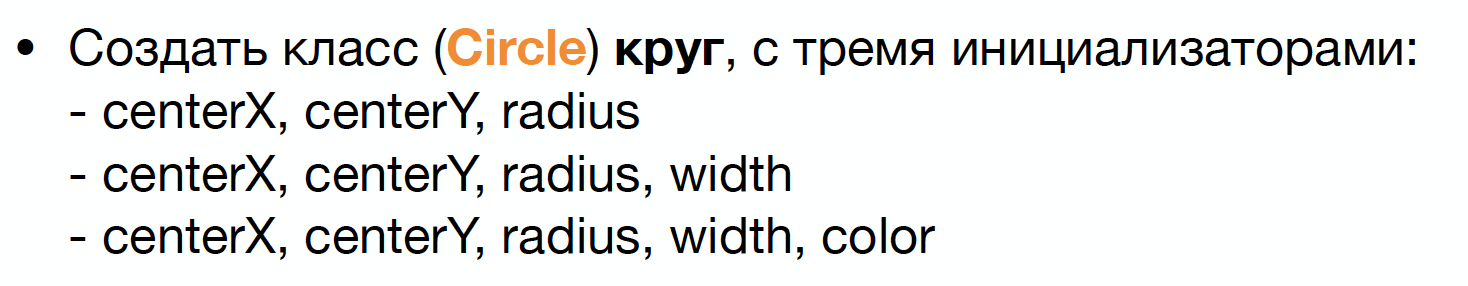 • Создать класс (Circle) круг, с тремя инициализаторами:
- centerX, centerY, radius
- centerX, centerY, radius, width
- centerX, centerY, radius, width, color